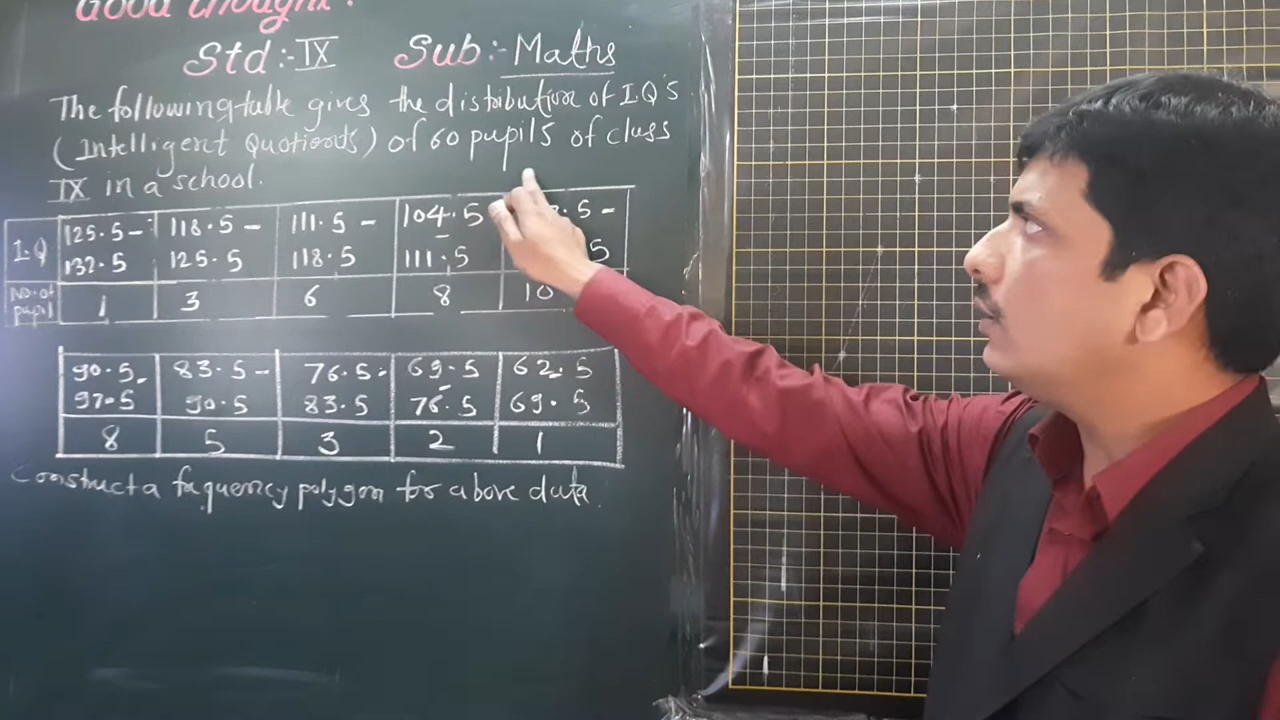 Good thought:
Std:- IX Sub:- Maths
The following table gives the distribution of I.Q'S
(Intelligent Quotients) of 60 pupils of class
IX in a school.
I.Q 125.5 - 132.5 118.5 - 125.5 111.5 - 118.5 104.5 - 111.5 .5 - 5
No. of pupil 1 3 6 8 10
90.5 - 97.5 83.5 - 90.5 76.5 - 83.5 69.5 - 76.5 62.5 - 69.5
8 5 3 2 1
Construct a frequency polygon for above data.